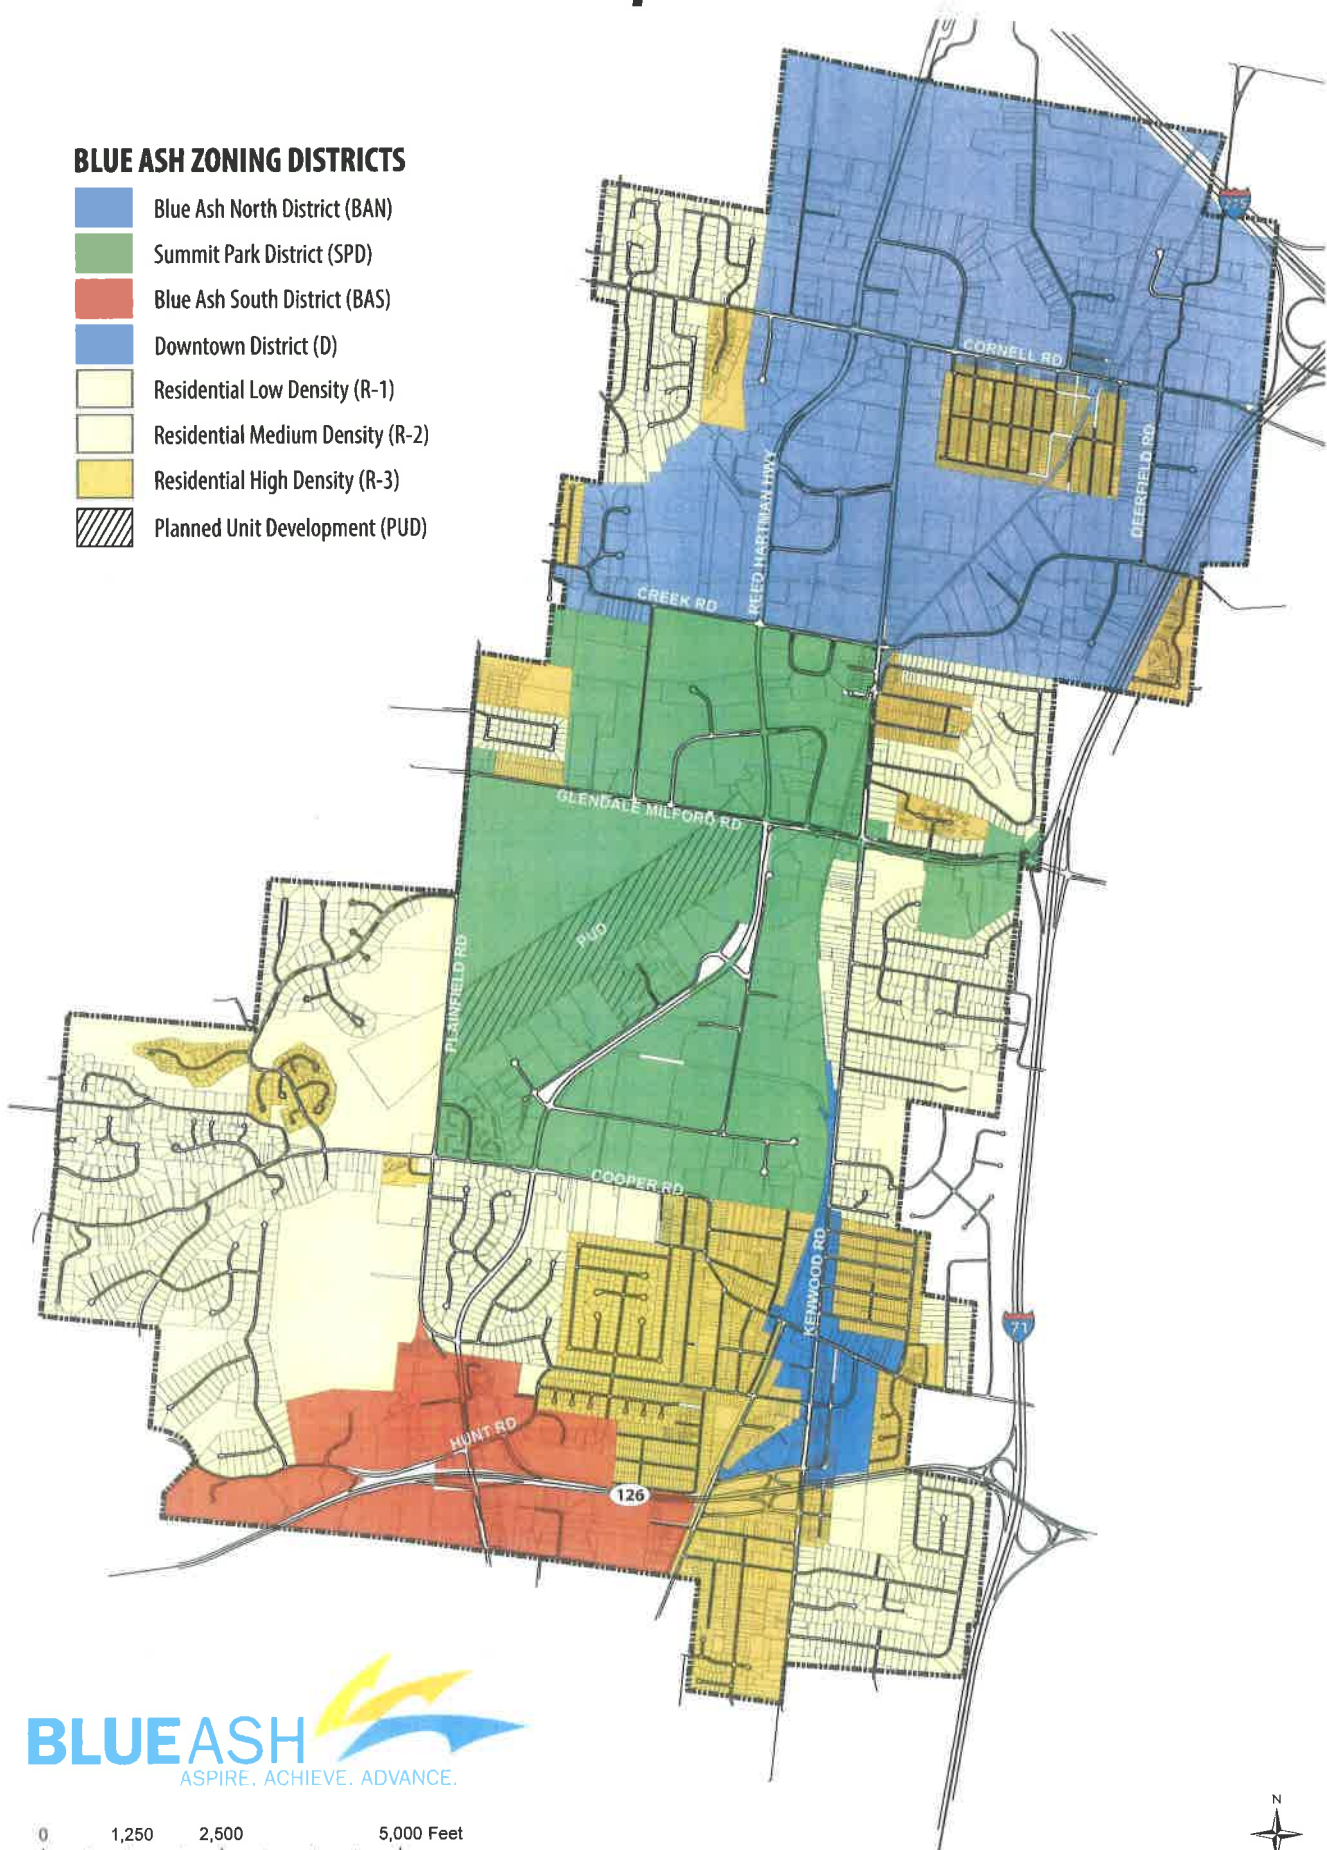 BLUE ASH ZONING DISTRICTS
Blue Ash North District (BAN)
Summit Park District (SPD)
Blue Ash South District (BAS)
Downtown District (D)
Residential Low Density (R-1)
Residential Medium Density (R-2)
Residential High Density (R-3)
Planned Unit Development (PUD)
275
CORNELL RD
REED HARTMAN HWY
DEERFIELD RD
CREEK RD
GLENDALE MILFORD RD
PUD
PLAINFIELD RD
COOPER RD
KENWOOD RD
71
HUNT RD
126
BLUEASH
ASPIRE. ACHIEVE. ADVANCE.
0 1,250 2,500 5,000 Feet
N